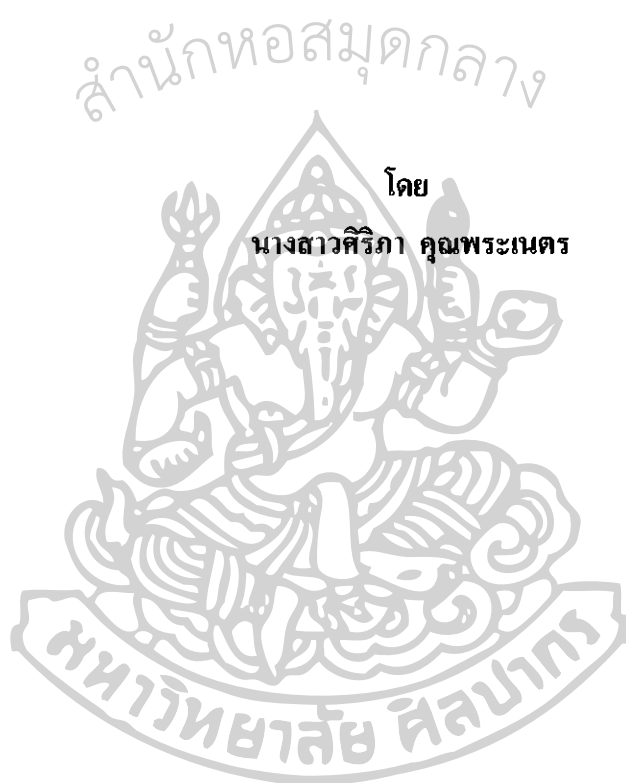 สำนักหอสมุดกลาง
โดย
นางสาวศิริภา คุณพระเนตร
มหาวิทยาลัย ศิลปากร